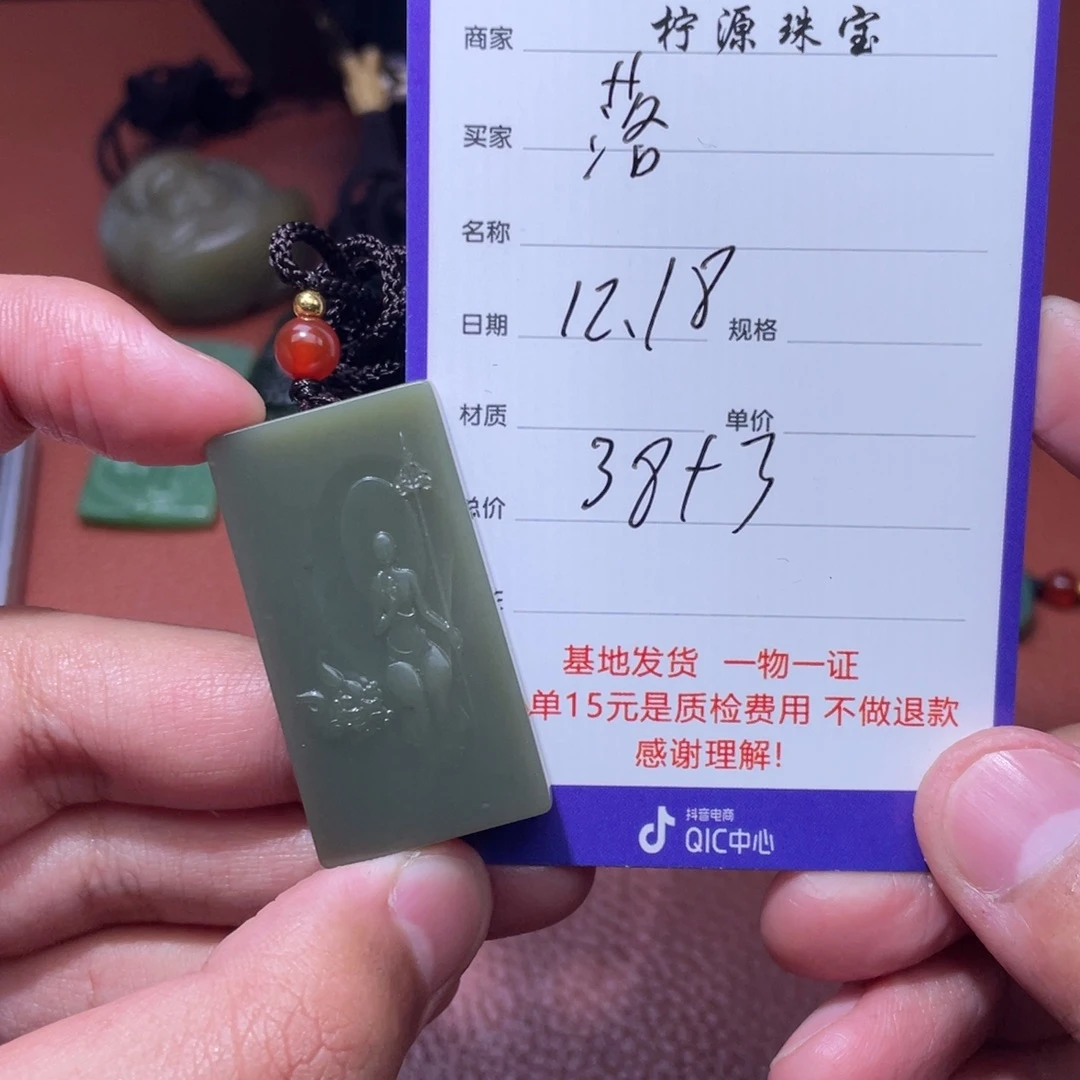 商家 柠源珠宝
买家 落
名称
日期 12.18 规格
材质 单价
总价 38+3
基地发货 一物一证
单15元是质检费用 不做退款
感谢理解!
抖音电商
QIC中心